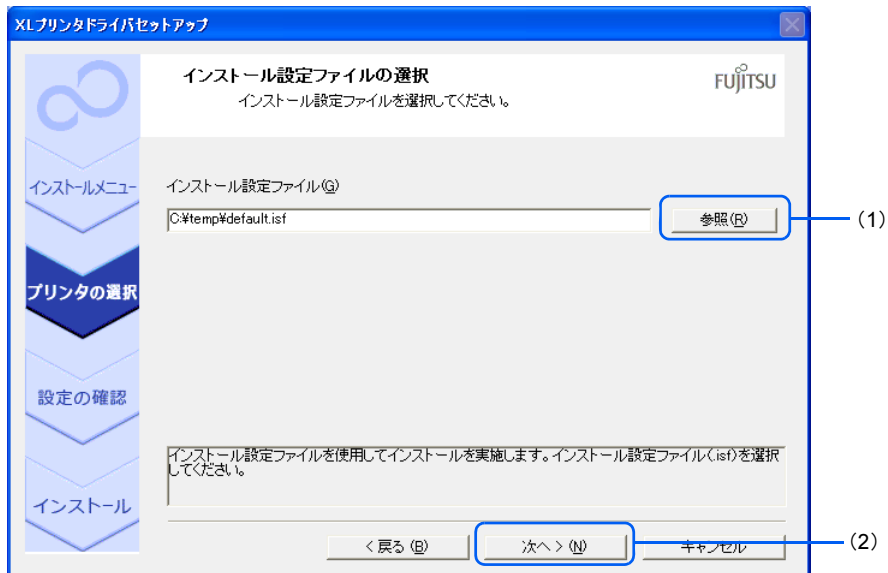 XLプリンタドライバセットアップ
インストール設定ファイルの選択
インストール設定ファイルを選択してください。
FUJITSU
インストールメニュー
プリンタの選択
設定の確認
インストール
インストール設定ファイル(G)
C:¥temp¥default.isf
参照(R)
(1)
インストール設定ファイルを使用してインストールを実施します。インストール設定ファイル(.isf)を選択
してください。
< 戻る (B)
次へ > (N)
キャンセル
(2)